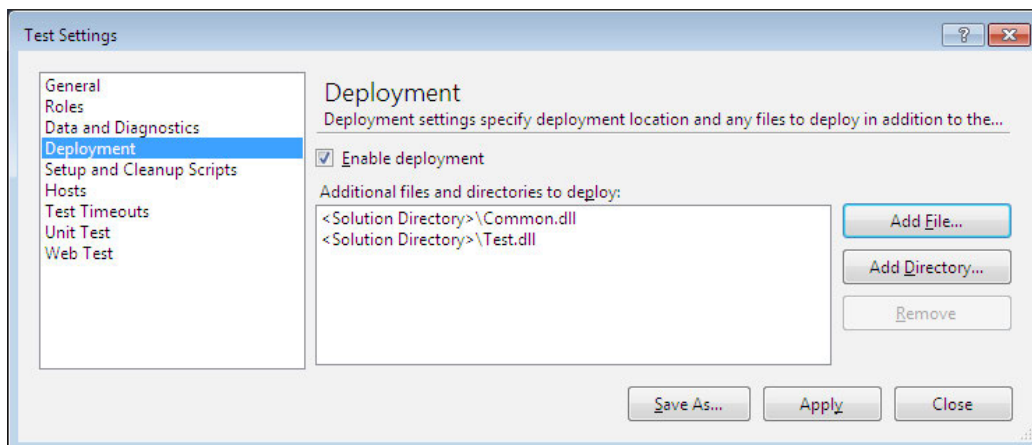 Test Settings
General
Roles
Data and Diagnostics
Deployment
Setup and Cleanup Scripts
Hosts
Test Timeouts
Unit Test
Web Test
Deployment
Deployment settings specify deployment location and any files to deploy in addition to the...
Enable deployment
Additional files and directories to deploy:
<Solution Directory>\Common.dll
<Solution Directory>\Test.dll
Add File...
Add Directory...
Remove
Save As...
Apply
Close